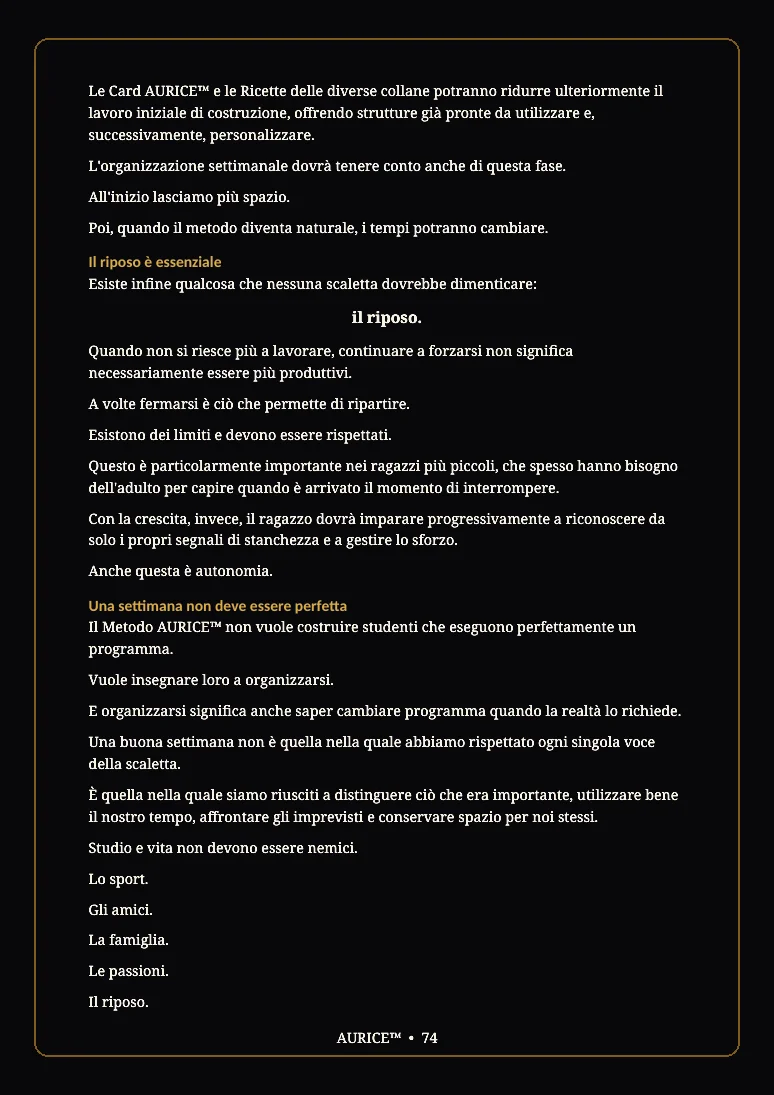 Le Card AURICE™ e le Ricette delle diverse collane potranno ridurre ulteriormente il
lavoro iniziale di costruzione, offrendo strutture già pronte da utilizzare e,
successivamente, personalizzare.
L'organizzazione settimanale dovrà tenere conto anche di questa fase.
All'inizio lasciamo più spazio.
Poi, quando il metodo diventa naturale, i tempi potranno cambiare.
Il riposo è essenziale
Esiste infine qualcosa che nessuna scaletta dovrebbe dimenticare:
il riposo.
Quando non si riesce più a lavorare, continuare a forzarsi non significa
necessariamente essere più produttivi.
A volte fermarsi è ciò che permette di ripartire.
Esistono dei limiti e devono essere rispettati.
Questo è particolarmente importante nei ragazzi più piccoli, che spesso hanno bisogno
dell'adulto per capire quando è arrivato il momento di interrompere.
Con la crescita, invece, il ragazzo dovrà imparare progressivamente a riconoscere da
solo i propri segnali di stanchezza e a gestire lo sforzo.
Anche questa è autonomia.
Una settimana non deve essere perfetta
Il Metodo AURICE™ non vuole costruire studenti che eseguono perfettamente un
programma.
Vuole insegnare loro a organizzarsi.
E organizzarsi significa anche saper cambiare programma quando la realtà lo richiede.
Una buona settimana non è quella nella quale abbiamo rispettato ogni singola voce
della scaletta.
È quella nella quale siamo riusciti a distinguere ciò che era importante, utilizzare bene
il nostro tempo, affrontare gli imprevisti e conservare spazio per noi stessi.
Studio e vita non devono essere nemici.
Lo sport.
Gli amici.
La famiglia.
Le passioni.
Il riposo.
AURICE™ • 74